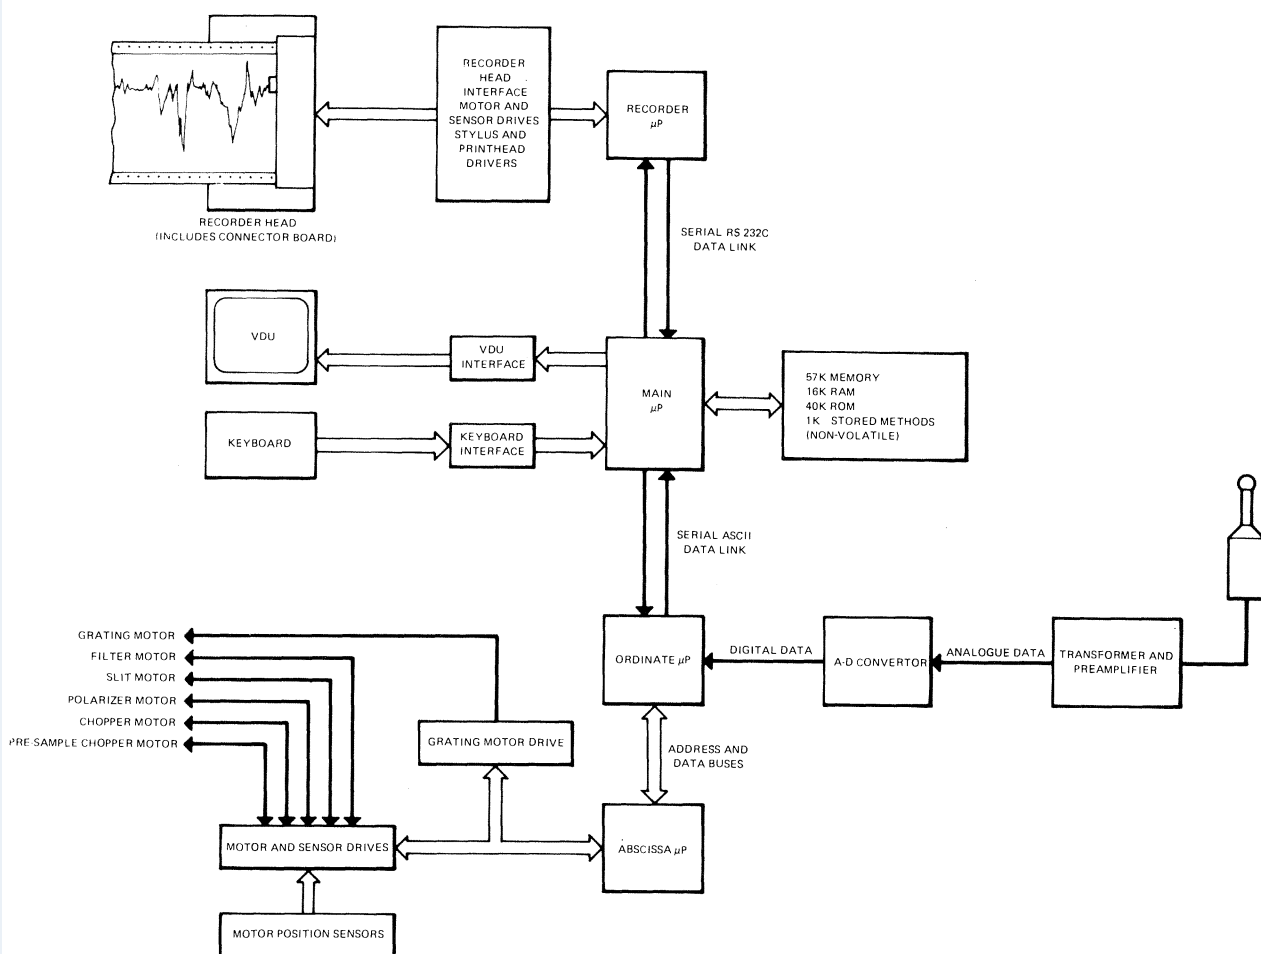 RECORDER
HEAD
INTERFACE
MOTOR AND
SENSOR DRIVES
STYLUS AND
PRINTHEAD
DRIVERS
RECORDER
µP
RECORDER HEAD
(INCLUDES CONNECTOR BOARD)
SERIAL RS 232C
DATA LINK
VDU
VDU
INTERFACE
MAIN
µP
57K MEMORY
16K RAM
40K ROM
1K STORED METHODS
(NON-VOLATILE)
KEYBOARD
KEYBOARD
INTERFACE
SERIAL ASCII
DATA LINK
GRATING MOTOR
FILTER MOTOR
SLIT MOTOR
POLARIZER MOTOR
CHOPPER MOTOR
PRE-SAMPLE CHOPPER MOTOR
ORDINATE µP
DIGITAL DATA
A-D CONVERTOR
ANALOGUE DATA
TRANSFORMER AND
PREAMPLIFIER
GRATING MOTOR DRIVE
ADDRESS AND
DATA BUSES
MOTOR AND SENSOR DRIVES
ABSCISSA µP
MOTOR POSITION SENSORS